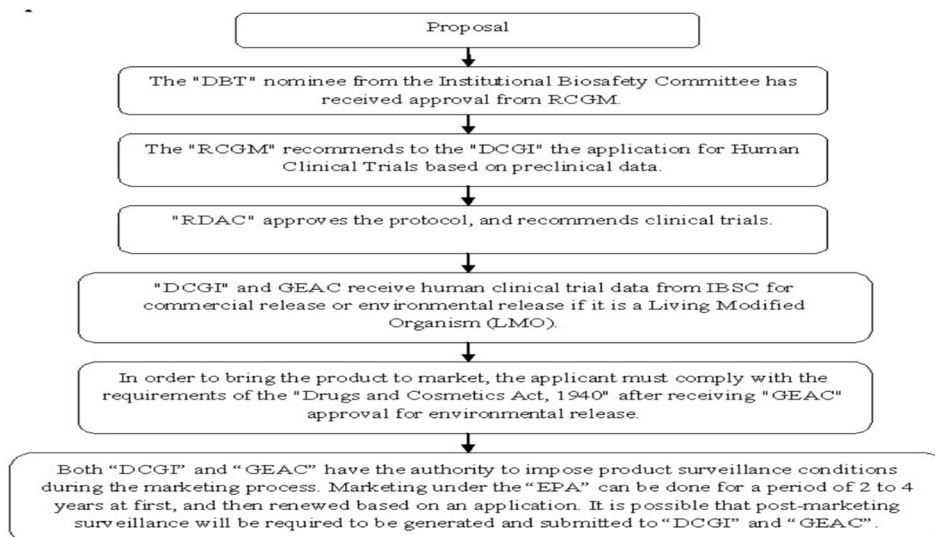 Proposal
The "DBT" nominee from the Institutional Biosafety Committee has
received approval from RCGM.
The "RCGM" recommends to the "DCGI" the application for Human
Clinical Trials based on preclinical data.
"RDAC" approves the protocol, and recommends clinical trials.
"DCGI" and GEAC receive human clinical trial data from IBSC for
commercial release or environmental release if it is a Living Modified
Organism (LMO).
In order to bring the product to market, the applicant must comply with the
requirements of the "Drugs and Cosmetics Act, 1940" after receiving "GEAC"
approval for environmental release.
Both “DCGI” and “GEAC” have the authority to impose product surveillance conditions
during the marketing process. Marketing under the “EPA” can be done for a period of 2 to 4
years at first, and then renewed based on an application. It is possible that post-marketing
surveillance will be required to be generated and submitted to “DCGI” and “GEAC”.